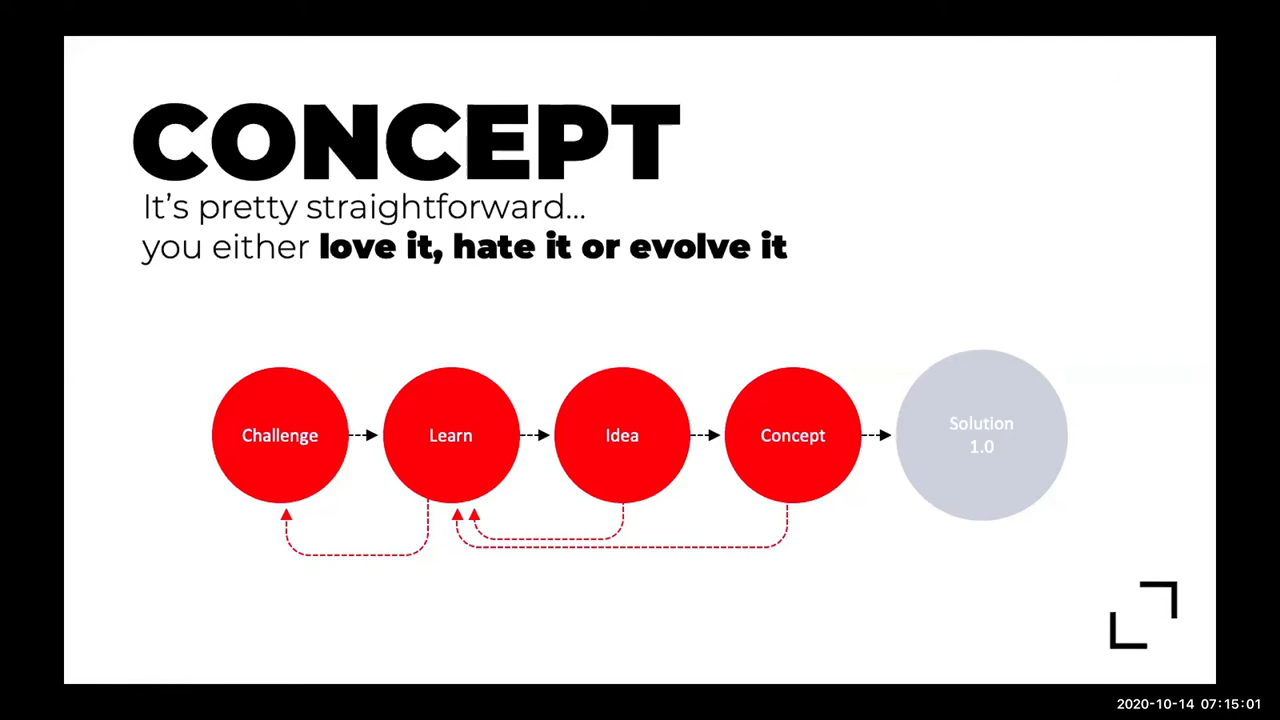 CONCEPT
It's pretty straightforward...
you either love it, hate it or evolve it
Challenge
Learn
Idea
Concept
Solution
1.0
2020-10-14 07:15:01